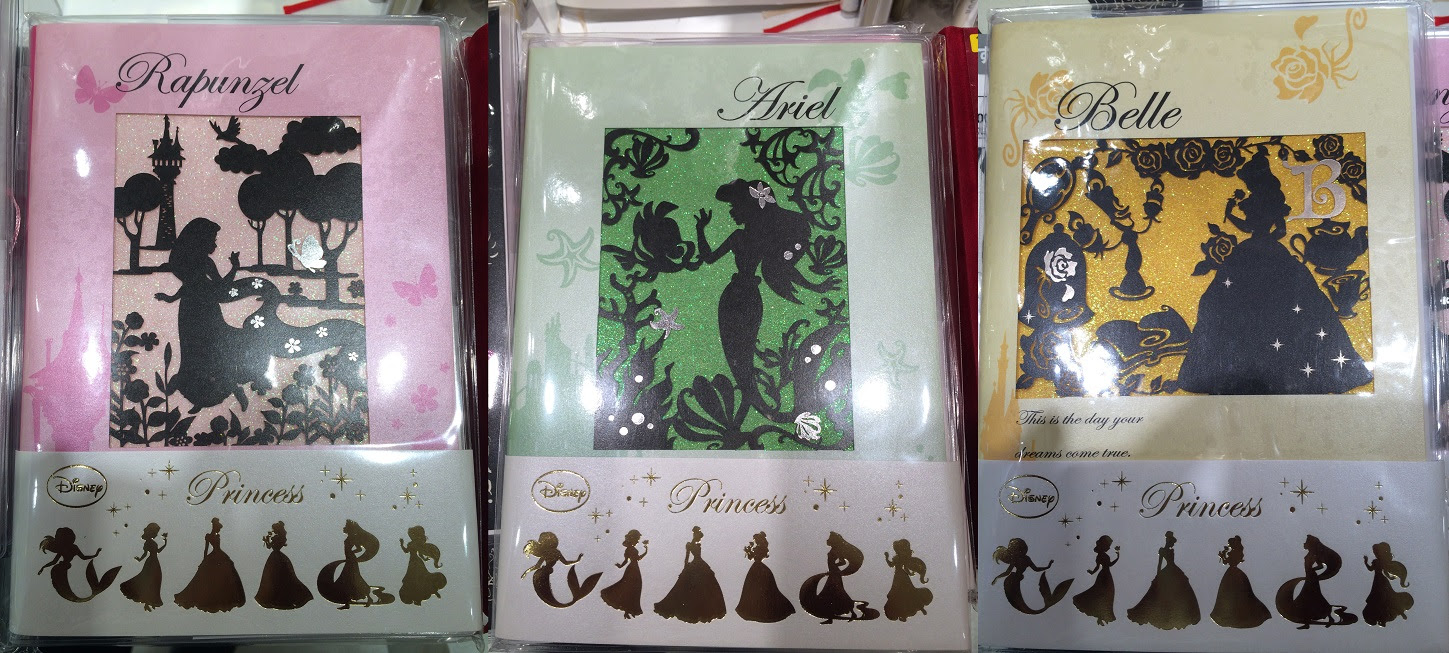 Rapunzel
DISNEY
Princess
Ariel
DISNEY
Princess
Belle
B
This is the day your
dreams come true.
DISNEY
Princess